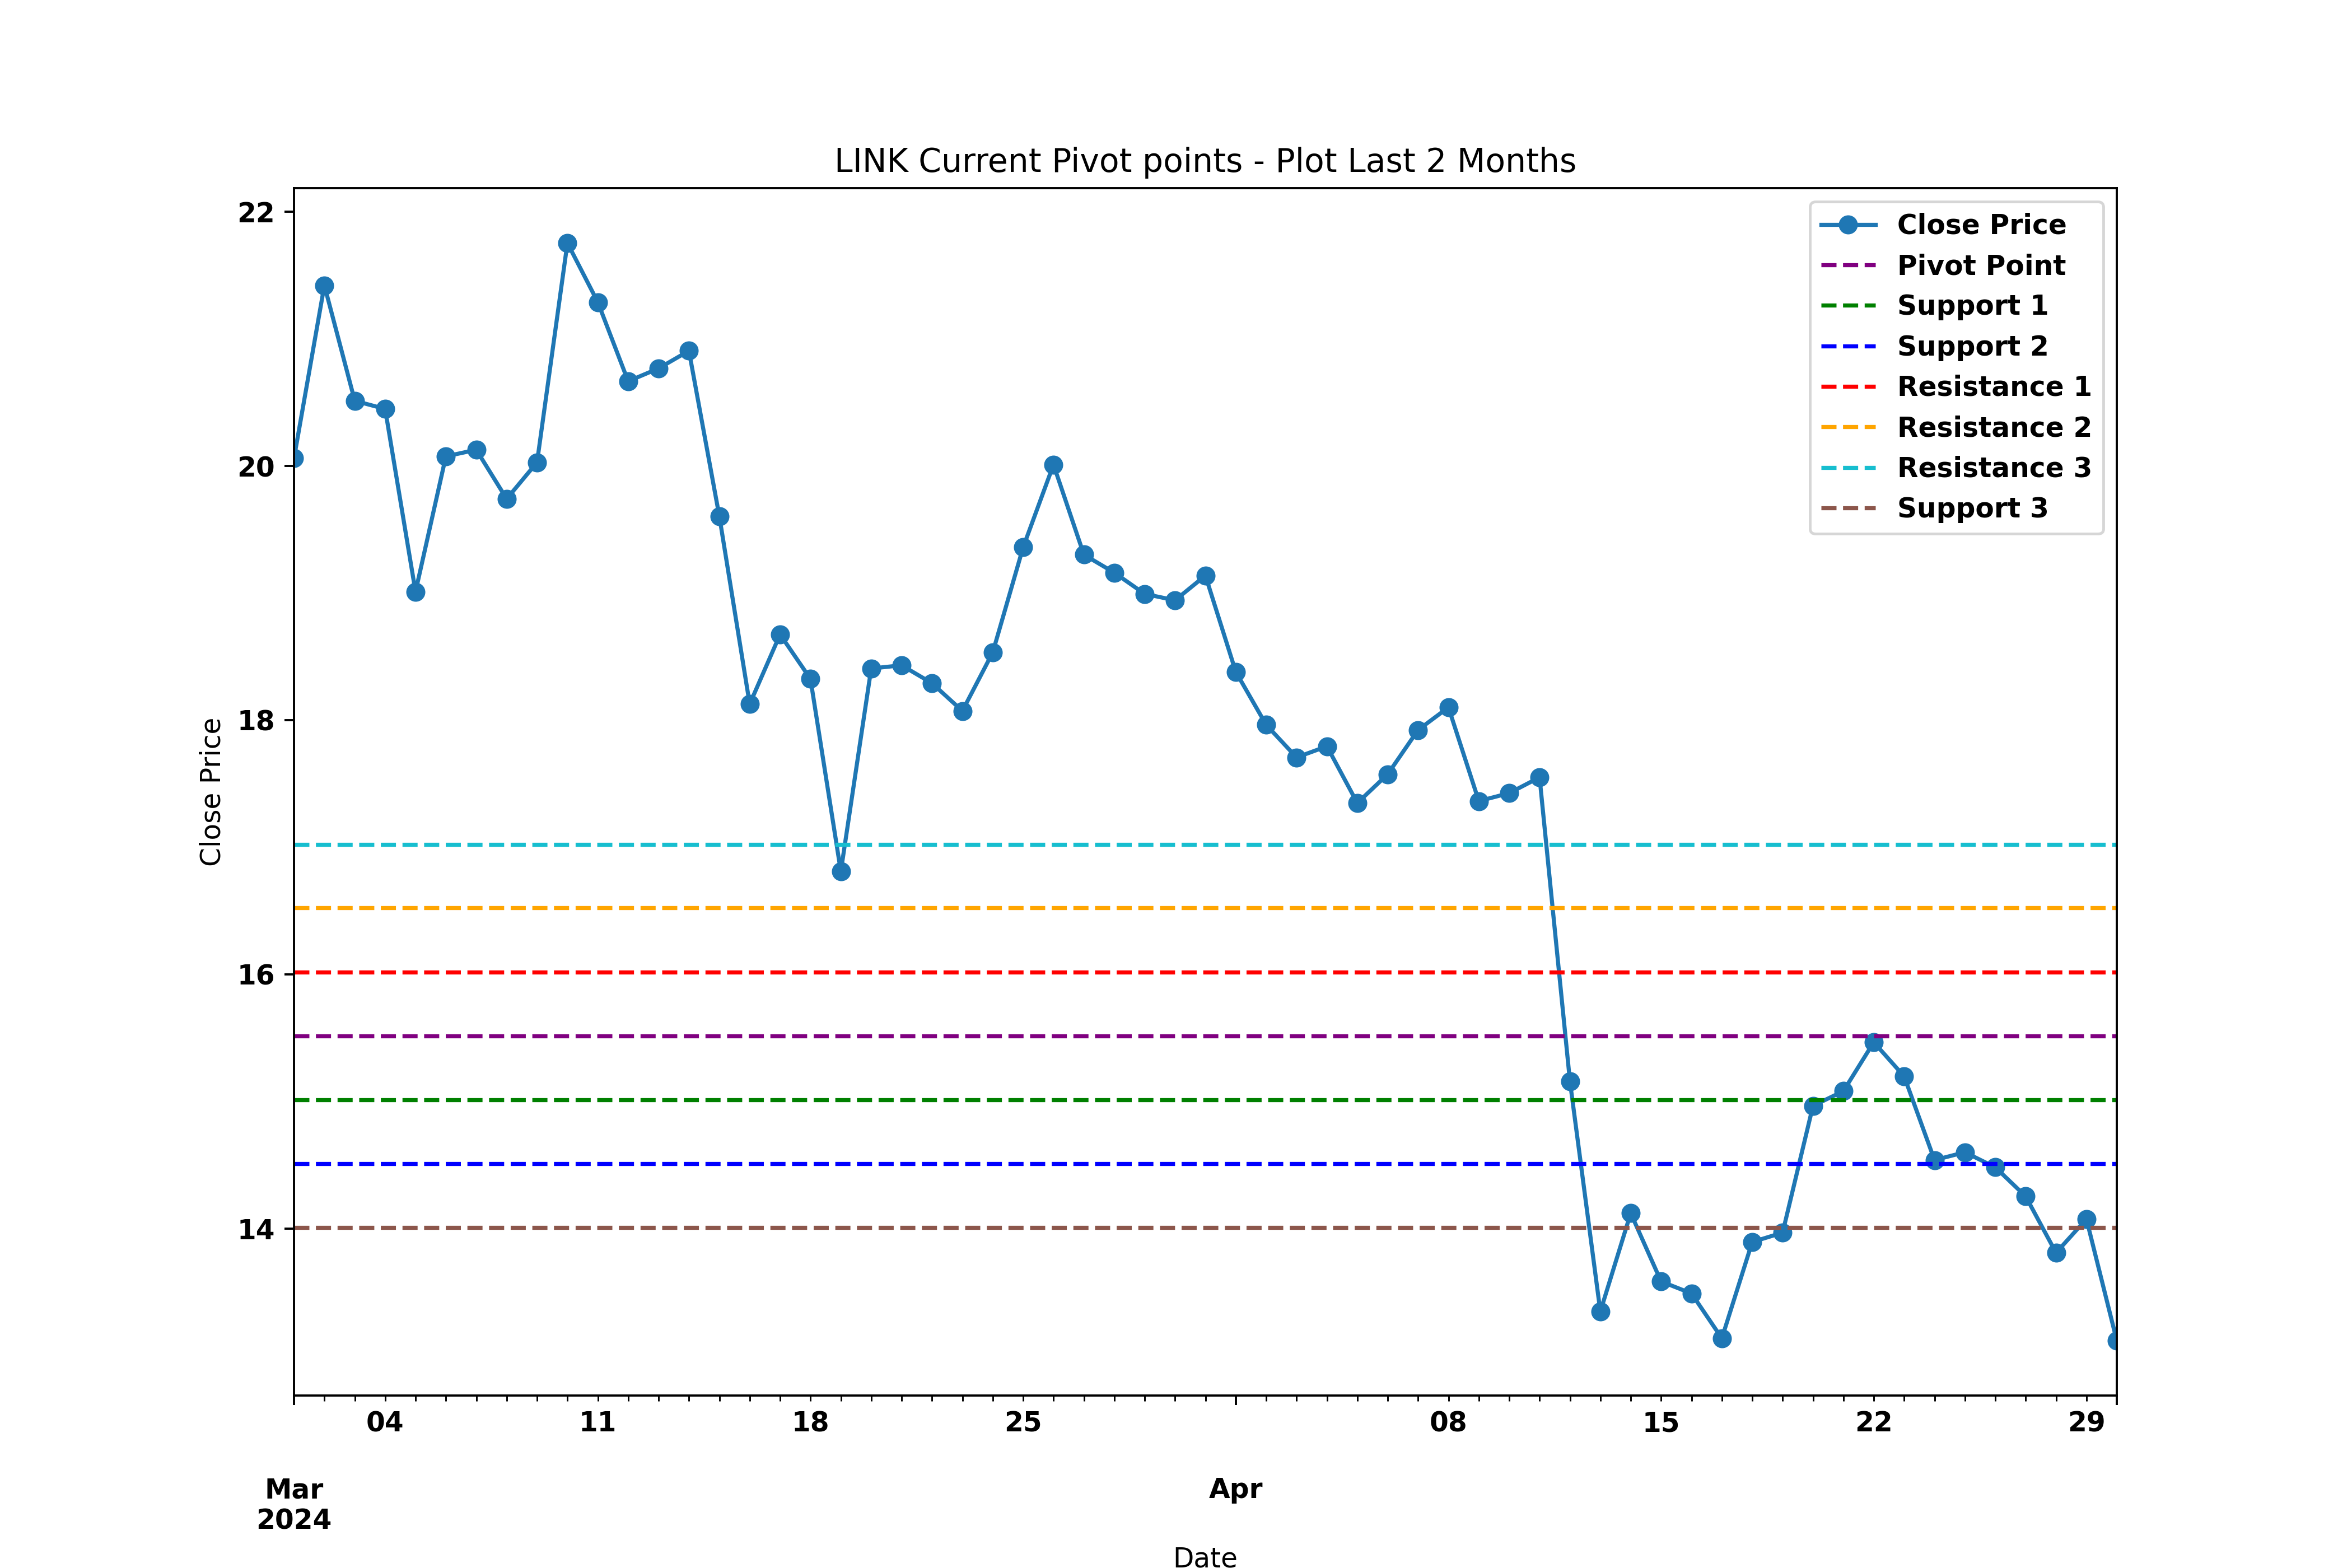 LINK Current Pivot points - Plot Last 2 Months
22
20
18
16
14
Close Price
Close Price
Pivot Point
Support 1
Support 2
Resistance 1
Resistance 2
Resistance 3
Support 3
04 11 18 25 08 15 22 29
Mar Apr
2024
Date